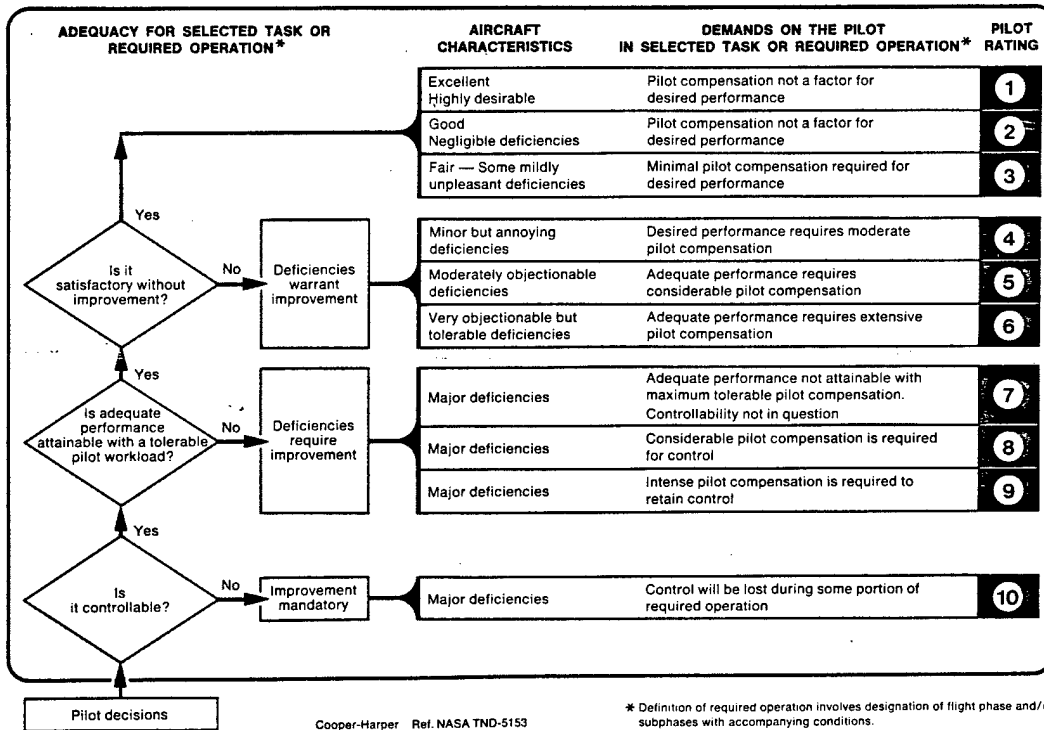 ADEQUACY FOR SELECTED TASK OR
REQUIRED OPERATION*
AIRCRAFT
CHARACTERISTICS
DEMANDS ON THE PILOT
IN SELECTED TASK OR REQUIRED OPERATION*
PILOT
RATING
Excellent
Highly desirable
Pilot compensation not a factor for
desired performance
1
Good
Negligible deficiencies
Pilot compensation not a factor for
desired performance
2
Fair — Some mildly
unpleasant deficiencies
Minimal pilot compensation required for
desired performance
3
Yes
Is it
satisfactory without
improvement?
No
Deficiencies
warrant
improvement
Minor but annoying
deficiencies
Desired performance requires moderate
pilot compensation
4
Moderately objectionable
deficiencies
Adequate performance requires
considerable pilot compensation
5
Very objectionable but
tolerable deficiencies
Adequate performance requires extensive
pilot compensation
6
Yes
Is adequate
performance
attainable with a tolerable
pilot workload?
No
Deficiencies
require
improvement
Major deficiencies
Adequate performance not attainable with
maximum tolerable pilot compensation.
Controllability not in question
7
Major deficiencies
Considerable pilot compensation is required
for control
8
Major deficiencies
Intense pilot compensation is required to
retain control
9
Yes
Is
it controllable?
No
Improvement
mandatory
Major deficiencies
Control will be lost during some portion of
required operation
10
Pilot decisions
Cooper-Harper Ref. NASA TND-5153
* Definition of required operation involves designation of flight phase and/
subphases with accompanying conditions.